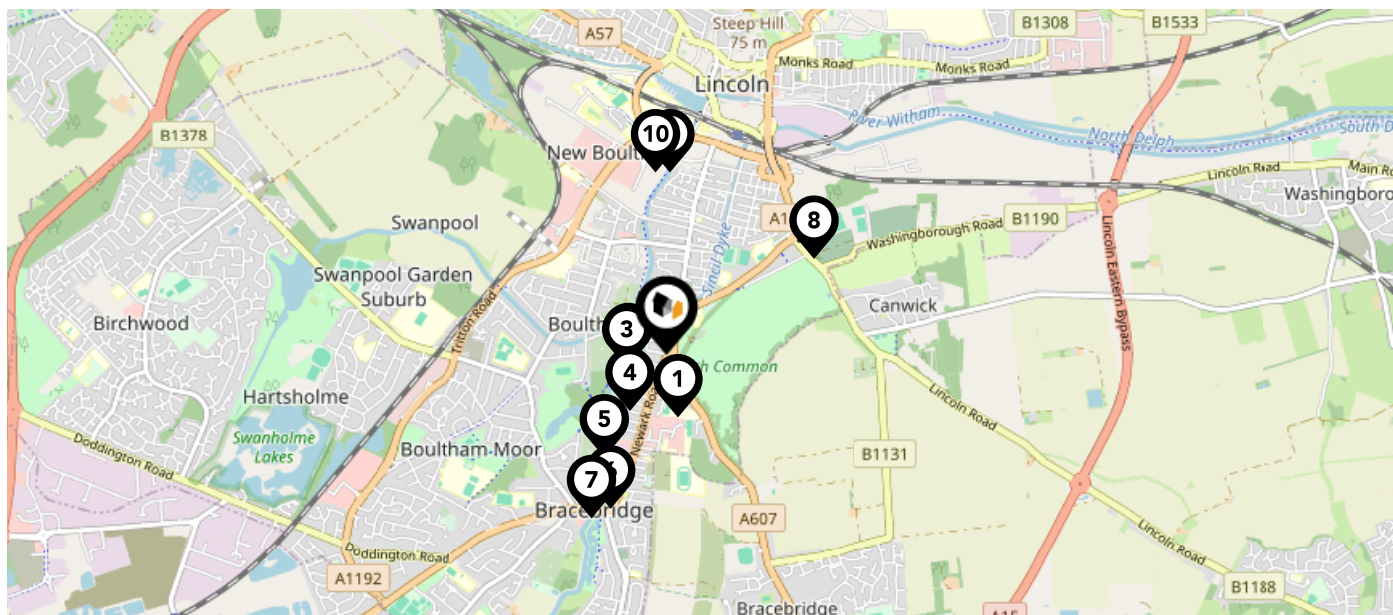 Steep Hill
75 m
B1308
B1533
A57
Monks Road
Monks Road
Lincoln
River Witham
North Delph
South D
B1378
10
New Boulth
Lincoln Road
Main Ro
Washingboro
Swanpool
A1
8
B1190
Washingborough Road
Sincil Dyke
Lincoln Eastern Bypass
Swanpool Garden
Suburb
Canwick
Birchwood
Tritton Road
Boulth
3
h Common
4
1
Hartsholme
Lincoln Road
5
Newark Roa
Swanholme
Lakes
Doddington Road
Boultham Moor
B1131
7
Bracebridge
A607
Lincoln Road
Doddington Road
A1192
B1188
Bracebridge
A15